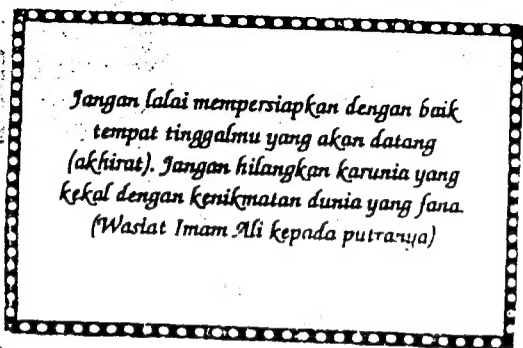 Jangan lalai mempersiapkan dengan baik
tempat tinggalmu yang akan datang
(akhirat). Jangan hilangkan karunia yang
kekal dengan kenikmatan dunia yang fana.
(Wasiat Imam Ali kepada putranya)